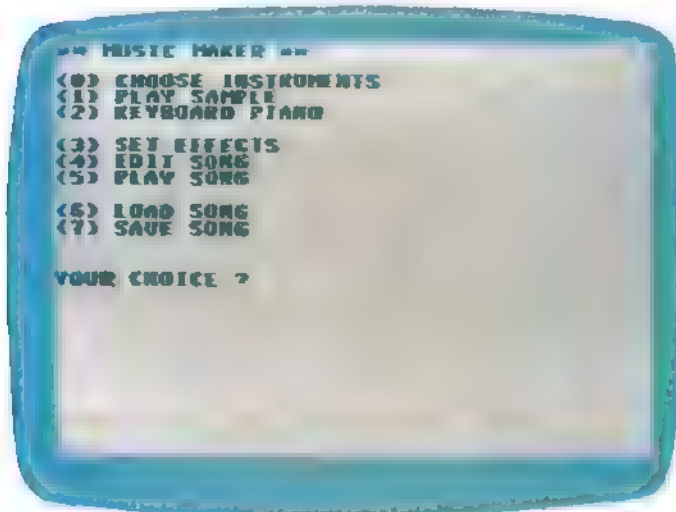 == MUSIC MAKER ==
(0) CHOOSE INSTRUMENTS
(1) PLAY SAMPLE
(2) KEYBOARD PIANO
(3) SET EFFECTS
(4) EDIT SONG
(5) PLAY SONG
(6) LOAD SONG
(7) SAVE SONG
YOUR CHOICE ?